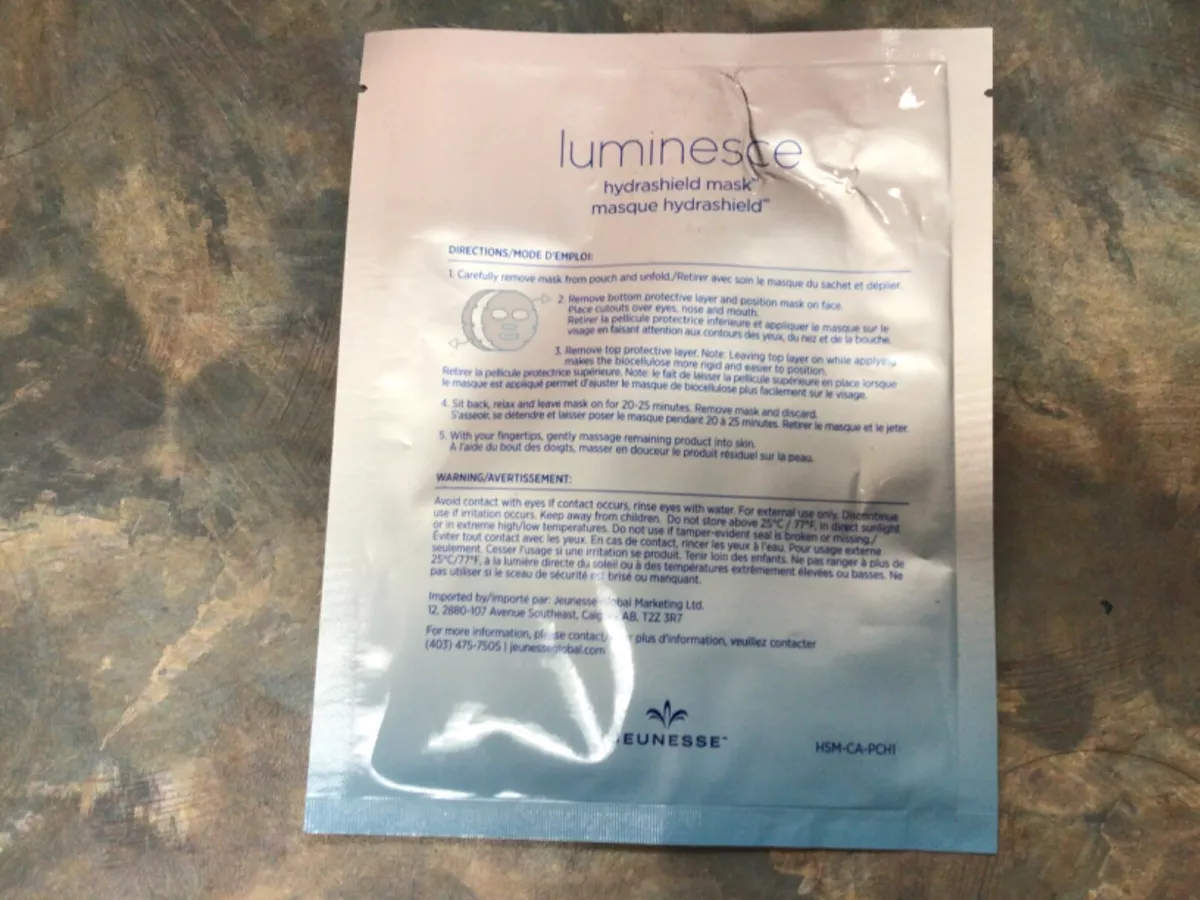 luminesce
hydrashield mask™
masque hydrashield™
DIRECTIONS/MODE D'EMPLOI:
1. Carefully remove mask from pouch and unfold./Retirer avec soin le masque du sachet et déplier.
2. Remove bottom protective layer and position mask on face.
Place cutouts over eyes, nose and mouth.
Retirer la pellicule protectrice inférieure et appliquer le masque sur le
visage en faisant attention aux contours des yeux, du nez et de la bouche.
3. Remove top protective layer. Note: Leaving top layer on while applying
makes the biocellulose more rigid and easier to position.
Retirer la pellicule protectrice supérieure. Note: le fait de laisser la pellicule supérieure en place lorsque
le masque est appliqué permet d'ajuster le masque de biocellulose plus facilement sur le visage.
4. Sit back, relax and leave mask on for 20-25 minutes. Remove mask and discard.
S'asseoir, se détendre et laisser poser le masque pendant 20 à 25 minutes. Retirer le masque et le jeter.
5. With your fingertips, gently massage remaining product into skin.
À l'aide du bout des doigts, masser en douceur le produit résiduel sur la peau.
WARNING/AVERTISSEMENT:
Avoid contact with eyes if contact occurs, rinse eyes with water. For external use only. Discontinue
use if irritation occurs. Keep away from children. Do not store above 25°C / 77°F, in direct sunlight
or in extreme high/low temperatures. Do not use if tamper-evident seal is broken or missing./
Éviter tout contact avec les yeux. En cas de contact, rincer les yeux à l'eau. Pour usage externe
seulement. Cesser l'usage si une irritation se produit. Tenir loin des enfants. Ne pas ranger à plus de
25°C/77°F, à la lumière directe du soleil ou à des températures extrêmement élevées ou basses. Ne
pas utiliser si le sceau de sécurité est brisé ou manquant.
Imported by/importé par: Jeunesse Global Marketing Ltd.
12, 2880-107 Avenue Southeast, AB, T2Z 3R7
For more information, please contact/ plus d'information, veuillez contacter
(403) 475-7505 | jeunesseglobal.com
JEUNESSE™
HSM-CA-PCH1